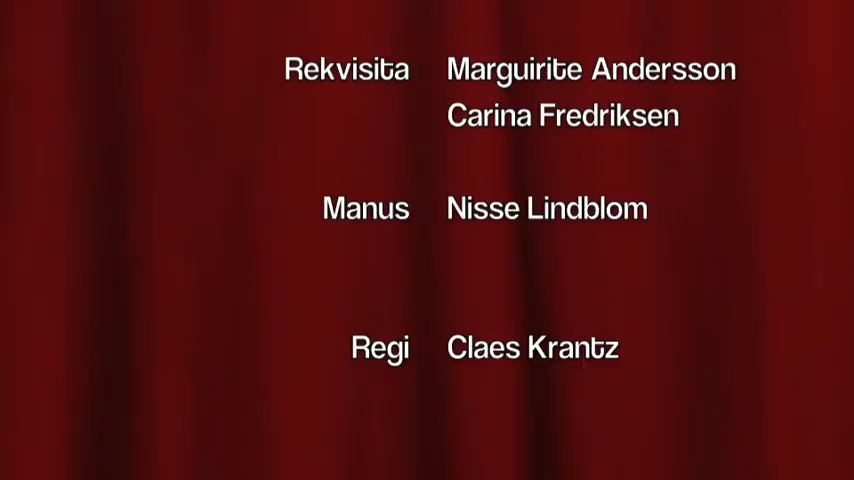 Rekvisita Marguirite Andersson
Carina Fredriksen
Manus Nisse Lindblom
Regi Claes Krantz